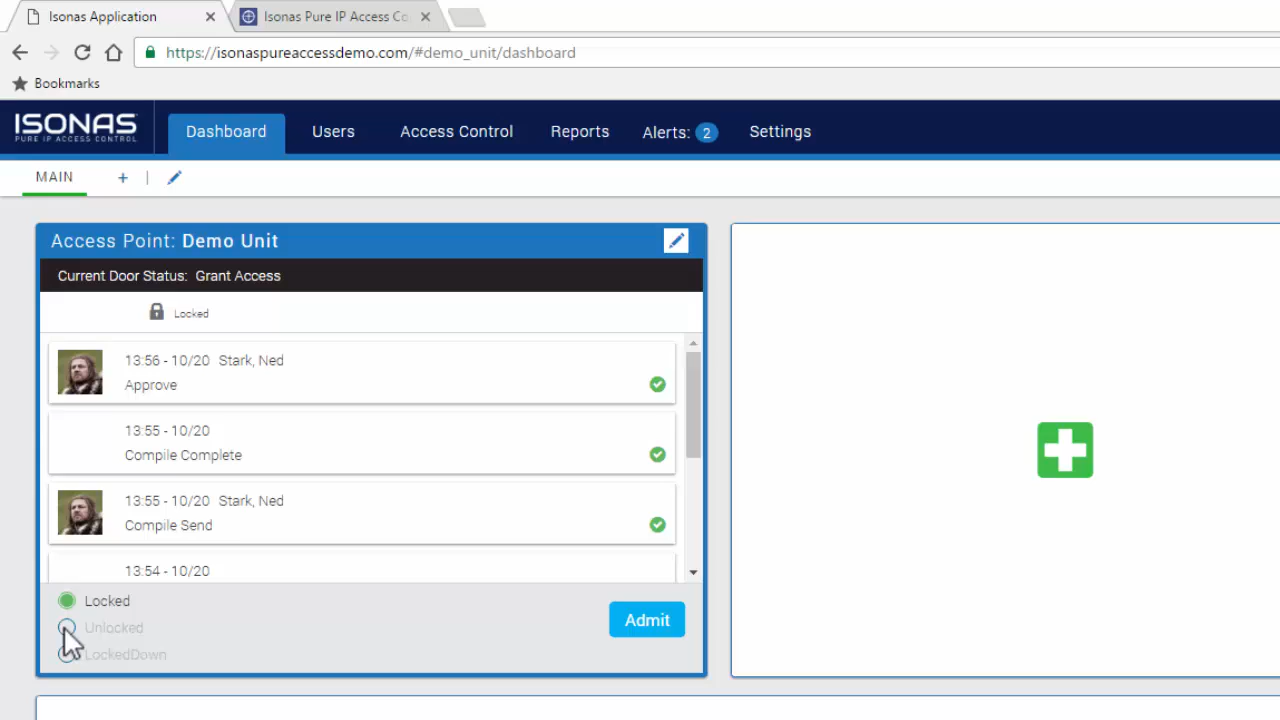 Isonas Application
Isonas Pure IP Access Co
https://isonaspureaccessdemo.com/#demo_unit/dashboard
Bookmarks
ISONAS
PURE IP ACCESS CONTROL
Dashboard
Users
Access Control
Reports
Alerts: 2
Settings
MAIN
+
Access Point: Demo Unit
Current Door Status: Grant Access
Locked
13:56 - 10/20 Stark, Ned
Approve
13:55 - 10/20
Compile Complete
13:55 - 10/20 Stark, Ned
Compile Send
13:54 - 10/20
Locked
Unlocked
LockedDown
Admit